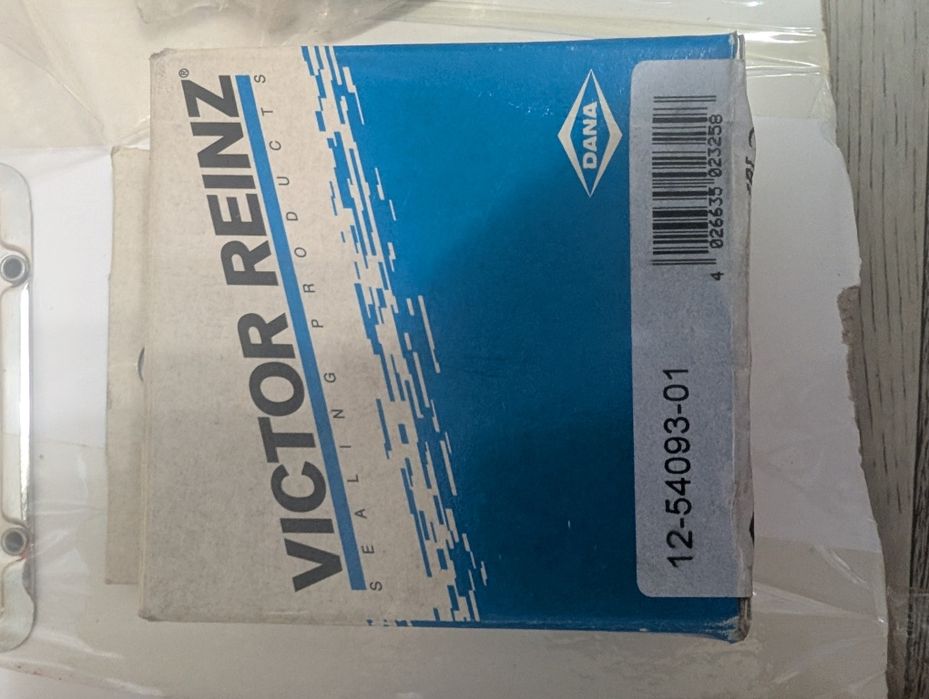 VICTOR REINZ®
SEALING PRODUCTS
DANA
4 026635 023258
12-54093-01